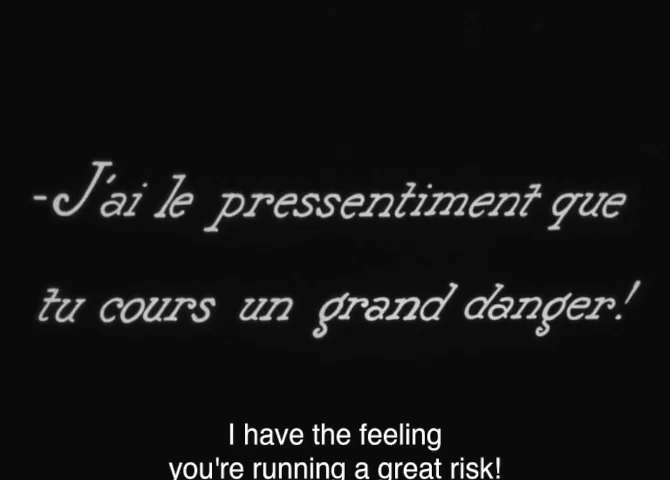 -J'ai le pressentiment que
tu cours un grand danger!
I have the feeling
you're running a great risk!